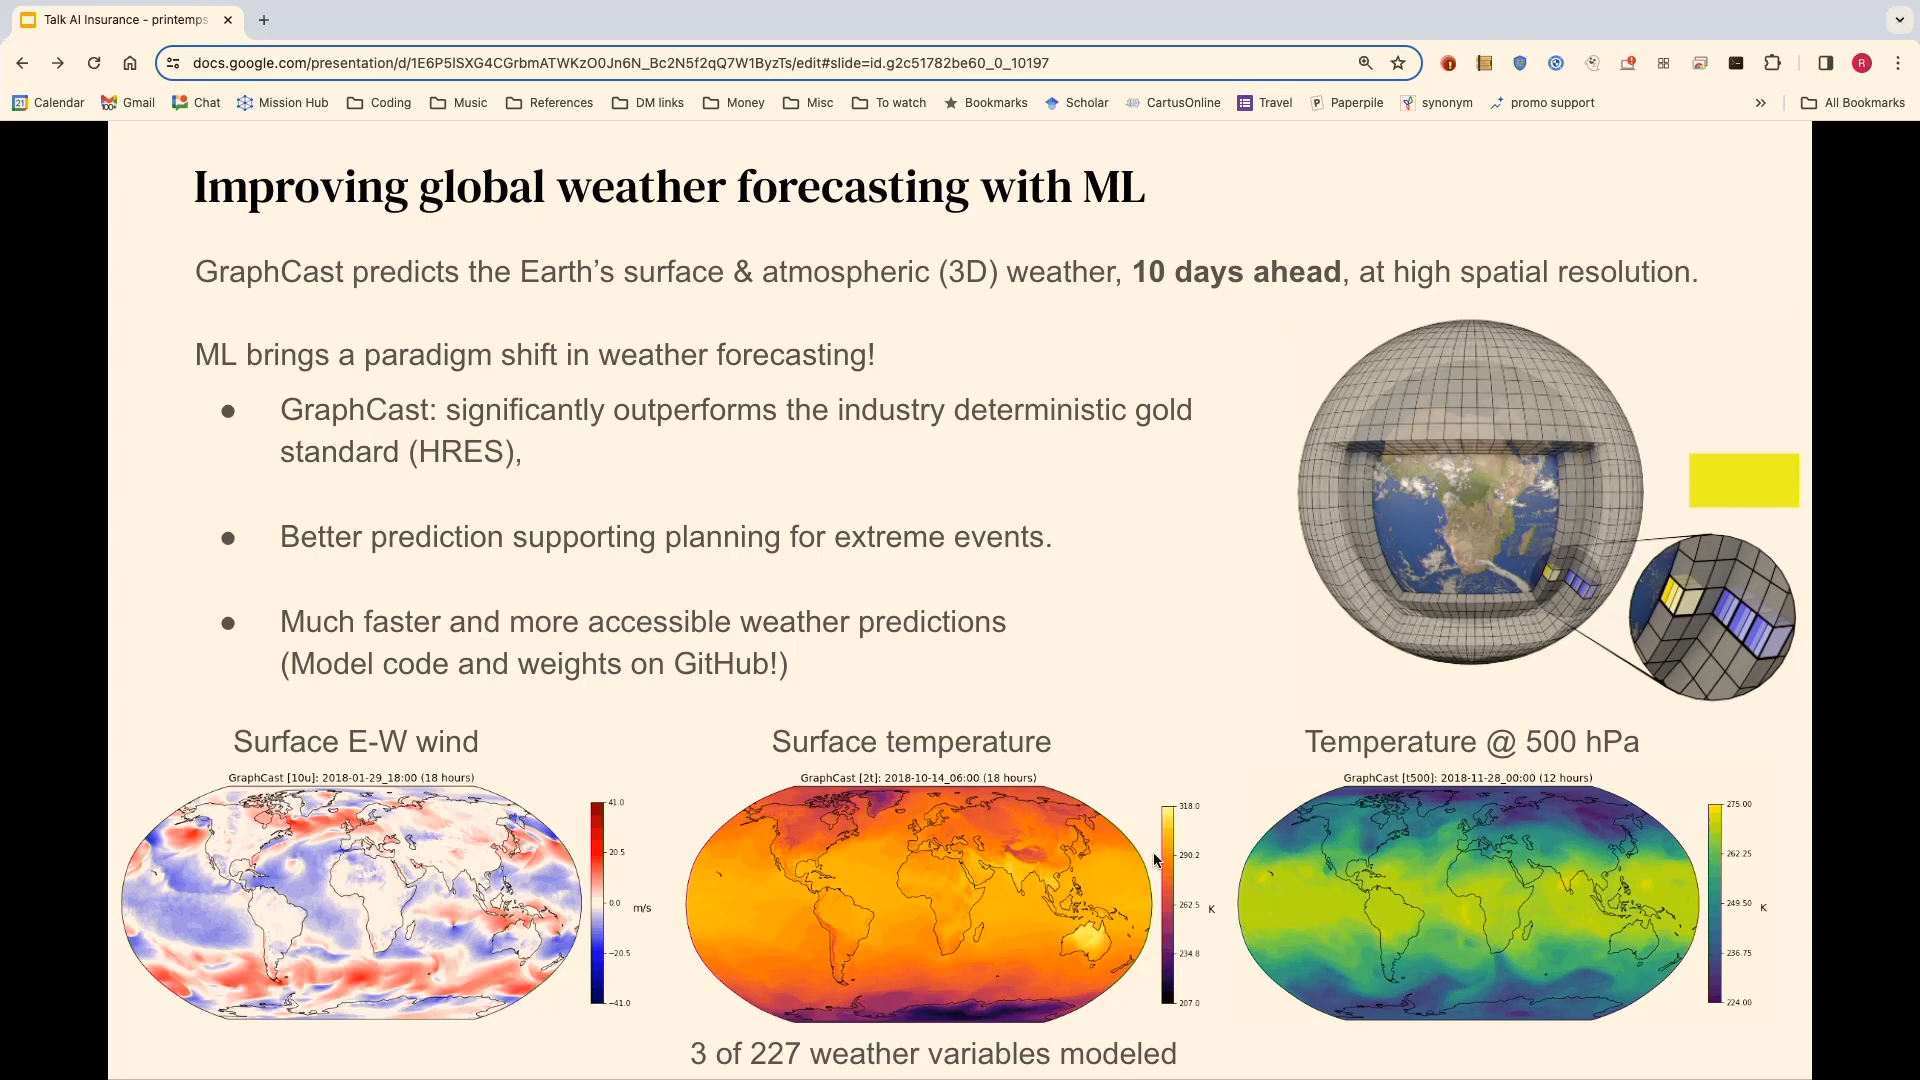 Talk AI Insurance - printemps
docs.google.com/presentation/d/1E6P5lSXG4CGrbmATWKzO0Jn6N_Bc2N5f2qQ7W1ByzTs/edit#slide=id.g2c51782be60_0_10197
Calendar Gmail Chat Mission Hub Coding Music References DM links Money Misc To watch Bookmarks Scholar CartusOnline Travel Paperpile synonym promo support » All Bookmarks
Improving global weather forecasting with ML
GraphCast predicts the Earth’s surface & atmospheric (3D) weather, 10 days ahead, at high spatial resolution.
ML brings a paradigm shift in weather forecasting!
● GraphCast: significantly outperforms the industry deterministic gold
standard (HRES),
● Better prediction supporting planning for extreme events.
● Much faster and more accessible weather predictions
(Model code and weights on GitHub!)
Surface E-W wind
GraphCast [10u]: 2018-01-29_18:00 (18 hours)
41.0
20.5
0.0
m/s
−20.5
−41.0
Surface temperature
GraphCast [2t]: 2018-10-14_06:00 (18 hours)
318.0
290.2
262.5
K
234.8
207.0
Temperature @ 500 hPa
GraphCast [t500]: 2018-11-28_00:00 (12 hours)
275.00
262.25
249.50
K
236.75
224.00
3 of 227 weather variables modeled